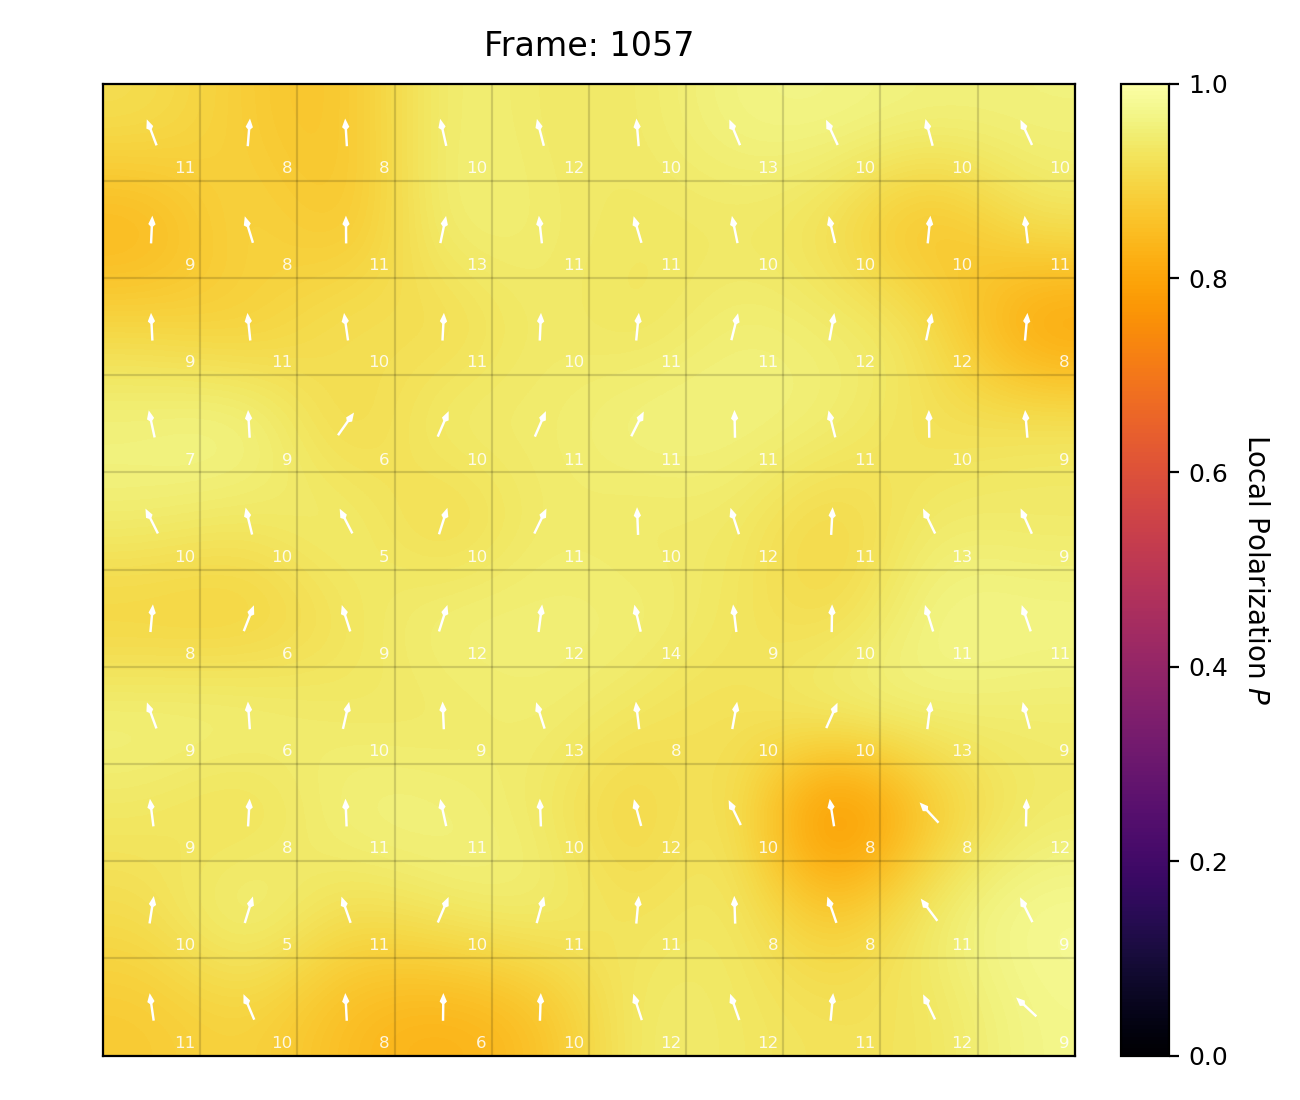 Frame: 1057
11 8 8 10 12 10 13 10 10 10
9 8 11 13 11 11 10 10 10 11
9 11 10 11 10 11 11 12 12 8
7 9 6 10 11 11 11 11 10 9
10 10 5 10 11 10 12 11 13 9
8 6 9 12 12 14 9 10 11 11
9 6 10 9 13 8 10 10 13 9
9 8 11 11 10 12 10 8 8 12
10 5 11 10 11 11 8 8 11 9
11 10 8 6 10 12 12 11 12 9
1.0
0.8
0.6
0.4
0.2
0.0
Local Polarization P